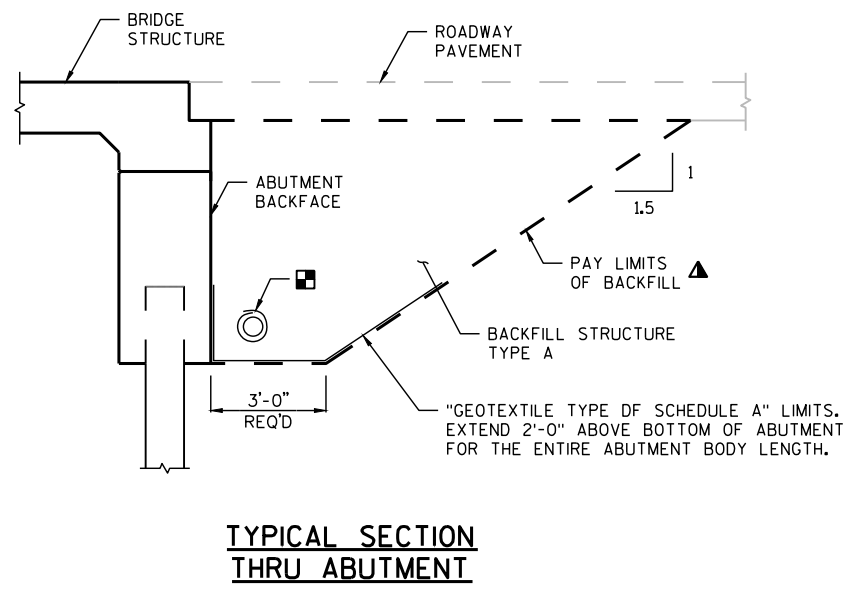 BRIDGE
STRUCTURE
ROADWAY
PAVEMENT
ABUTMENT
BACKFACE
1
1.5
PAY LIMITS
OF BACKFILL
BACKFILL STRUCTURE
TYPE A
3'-0"
REQ'D
"GEOTEXTILE TYPE DF SCHEDULE A" LIMITS.
EXTEND 2'-0" ABOVE BOTTOM OF ABUTMENT
FOR THE ENTIRE ABUTMENT BODY LENGTH.
TYPICAL SECTION
THRU ABUTMENT